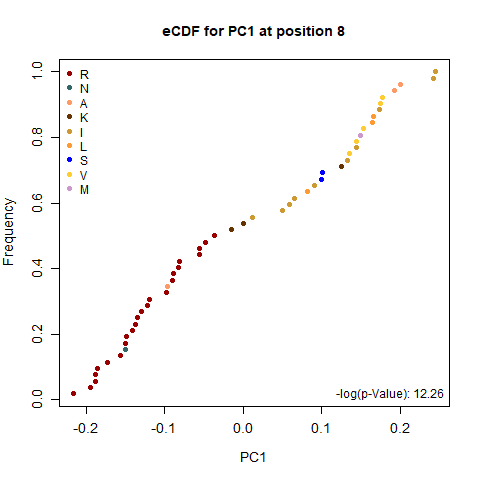 eCDF for PC1 at position 8
R
N
A
K
I
L
S
V
M
Frequency
1.0
0.8
0.6
0.4
0.2
0.0
-log(p-Value): 12.26
-0.2 -0.1 0.0 0.1 0.2
PC1